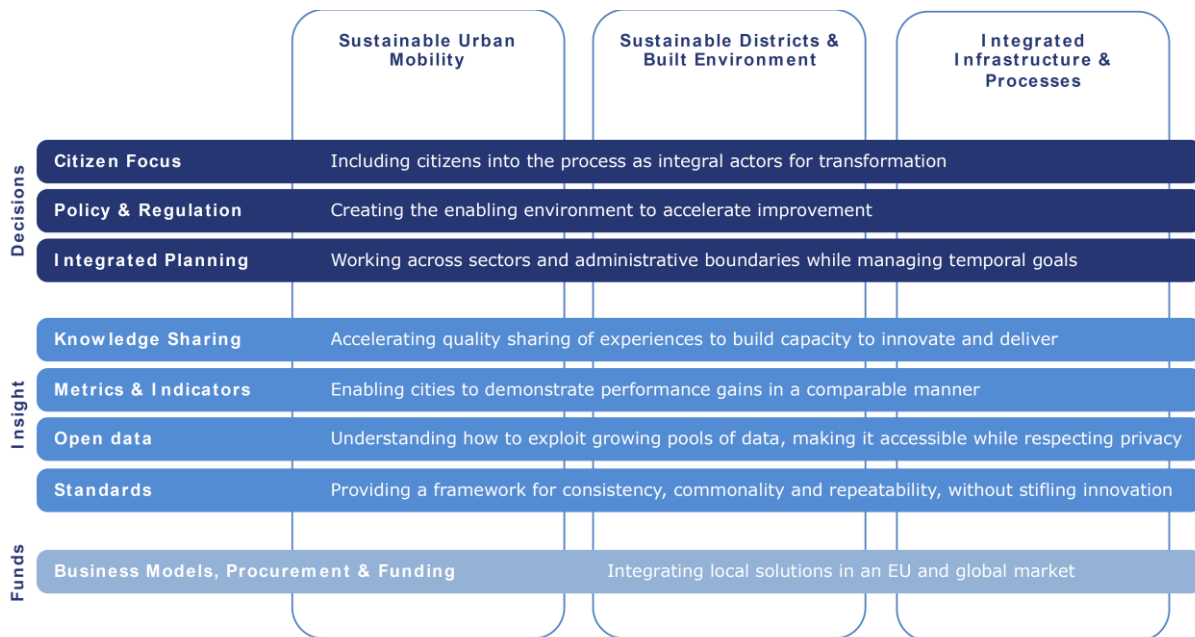 Sustainable Urban
Mobility
Sustainable Districts &
Built Environment
Integrated
Infrastructure &
Processes
Decisions
Citizen Focus
Including citizens into the process as integral actors for transformation
Policy & Regulation
Creating the enabling environment to accelerate improvement
Integrated Planning
Working across sectors and administrative boundaries while managing temporal goals
Insight
Knowledge Sharing
Accelerating quality sharing of experiences to build capacity to innovate and deliver
Metrics & Indicators
Enabling cities to demonstrate performance gains in a comparable manner
Open data
Understanding how to exploit growing pools of data, making it accessible while respecting privacy
Standards
Providing a framework for consistency, commonality and repeatability, without stifling innovation
Funds
Business Models, Procurement & Funding
Integrating local solutions in an EU and global market